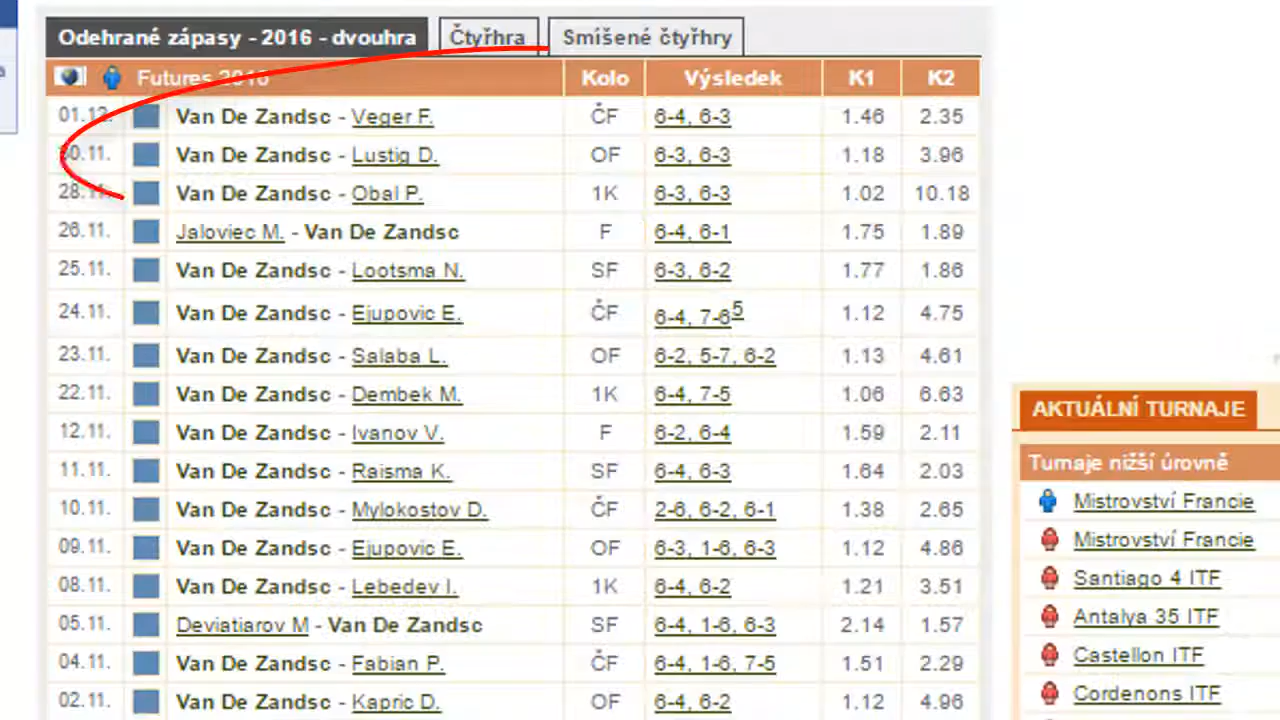 Odehrané zápasy - 2016 - dvouhra Čtyřhra Smíšené čtyřhry
Futures 2016 Kolo Výsledek K1 K2
01.12. Van De Zandsc - Veger F. ČF 6-4, 6-3 1.46 2.35
30.11. Van De Zandsc - Lustig D. OF 6-3, 6-3 1.18 3.96
28.11. Van De Zandsc - Obal P. 1K 6-3, 6-3 1.02 10.18
26.11. Jaloviec M. - Van De Zandsc F 6-4, 6-1 1.75 1.89
25.11. Van De Zandsc - Lootsma N. SF 6-3, 6-2 1.77 1.86
24.11. Van De Zandsc - Ejupovic E. ČF 6-4, 7-6⁵ 1.12 4.75
23.11. Van De Zandsc - Salaba L. OF 6-2, 5-7, 6-2 1.13 4.61
22.11. Van De Zandsc - Dembek M. 1K 6-4, 7-5 1.06 6.63
12.11. Van De Zandsc - Ivanov V. F 6-2, 6-4 1.59 2.11
11.11. Van De Zandsc - Raisma K. SF 6-4, 6-3 1.64 2.03
10.11. Van De Zandsc - Mylokostov D. ČF 2-6, 6-2, 6-1 1.38 2.65
09.11. Van De Zandsc - Ejupovic E. OF 6-3, 1-6, 6-3 1.12 4.86
08.11. Van De Zandsc - Lebedev I. 1K 6-4, 6-2 1.21 3.51
05.11. Deviatiarov M - Van De Zandsc SF 6-4, 1-6, 6-3 2.14 1.57
04.11. Van De Zandsc - Fabian P. ČF 6-4, 1-6, 7-5 1.51 2.29
02.11. Van De Zandsc - Kapric D. OF 6-4, 6-2 1.12 4.96
AKTUÁLNÍ TURNAJE
Turnaje nižší úrovně
Mistrovství Francie
Mistrovství Francie
Santiago 4 ITF
Antalya 35 ITF
Castellon ITF
Cordenons ITF